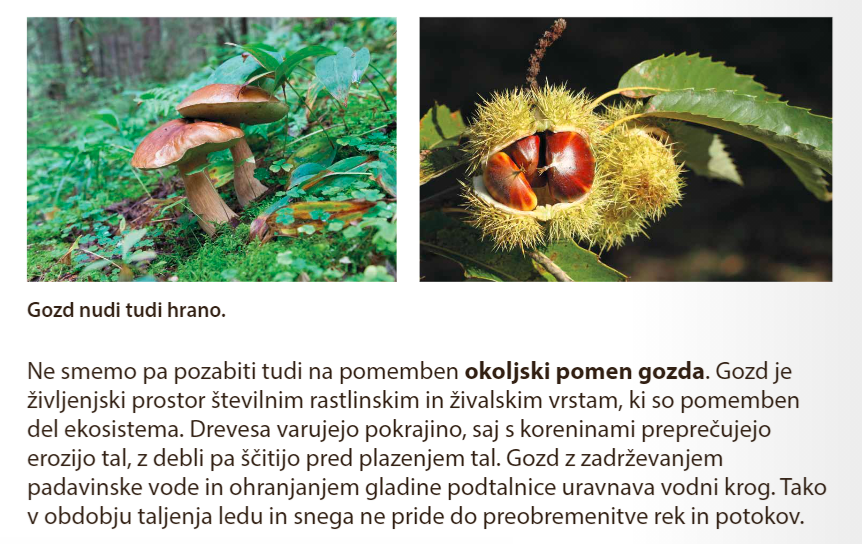 Gozd nudi tudi hrano.
Ne smemo pa pozabiti tudi na pomemben okoljski pomen gozda. Gozd je
življenjski prostor številnim rastlinskim in živalskim vrstam, ki so pomemben
del ekosistema. Drevesa varujejo pokrajino, saj s koreninami preprečujejo
erozijo tal, z debli pa ščitijo pred plazenjem tal. Gozd z zadrževanjem
padavinske vode in ohranjanjem gladine podtalnice uravnava vodni krog. Tako
v obdobju taljenja ledu in snega ne pride do preobremenitve rek in potokov.